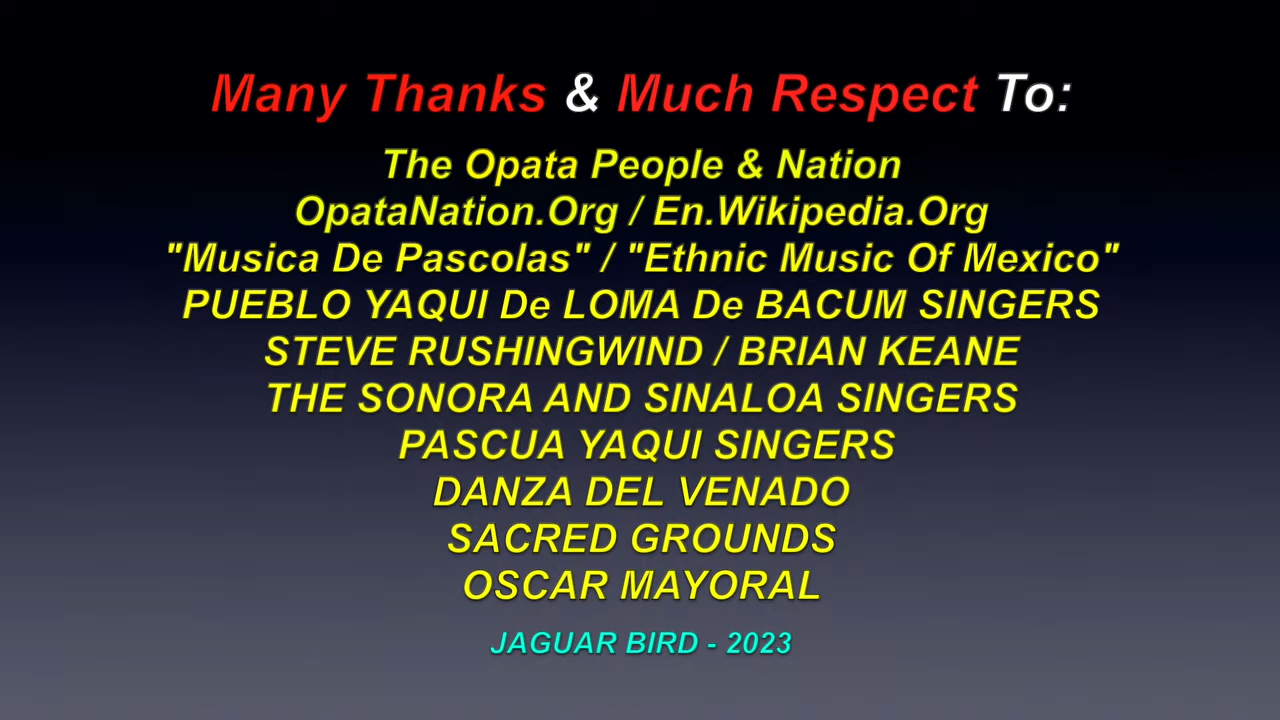 Many Thanks & Much Respect To:
The Opata People & Nation
OpataNation.Org / En.Wikipedia.Org
"Musica De Pascolas" / "Ethnic Music Of Mexico"
PUEBLO YAQUI De LOMA De BACUM SINGERS
STEVE RUSHINGWIND / BRIAN KEANE
THE SONORA AND SINALOA SINGERS
PASCUA YAQUI SINGERS
DANZA DEL VENADO
SACRED GROUNDS
OSCAR MAYORAL
JAGUAR BIRD - 2023